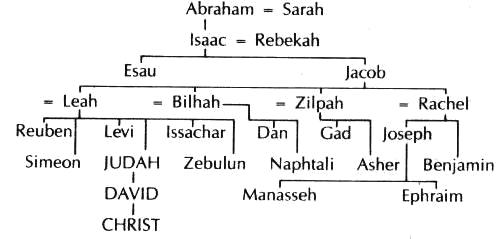 Abraham = Sarah
Isaac = Rebekah
Esau Jacob
= Leah = Bilhah = Zilpah = Rachel
Reuben Levi Issachar Dan Gad Joseph
Simeon JUDAH Zebulun Naphtali Asher Benjamin
DAVID Manasseh Ephraim
CHRIST